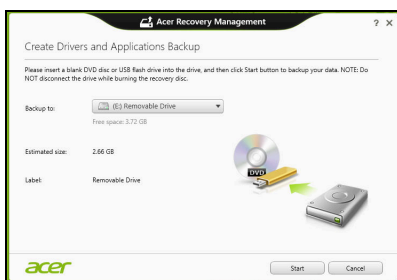 Acer Recovery Management
? ×
Create Drivers and Applications Backup
Please insert a blank DVD disc or USB flash drive into the drive, and then click Start button to backup your data. NOTE: Do
NOT disconnect the drive while burning the recovery disc.
Backup to: (E:) Removable Drive
Free space: 3.72 GB
Estimated size: 2.66 GB
DVD
Label: Removable Drive
acer Start Cancel